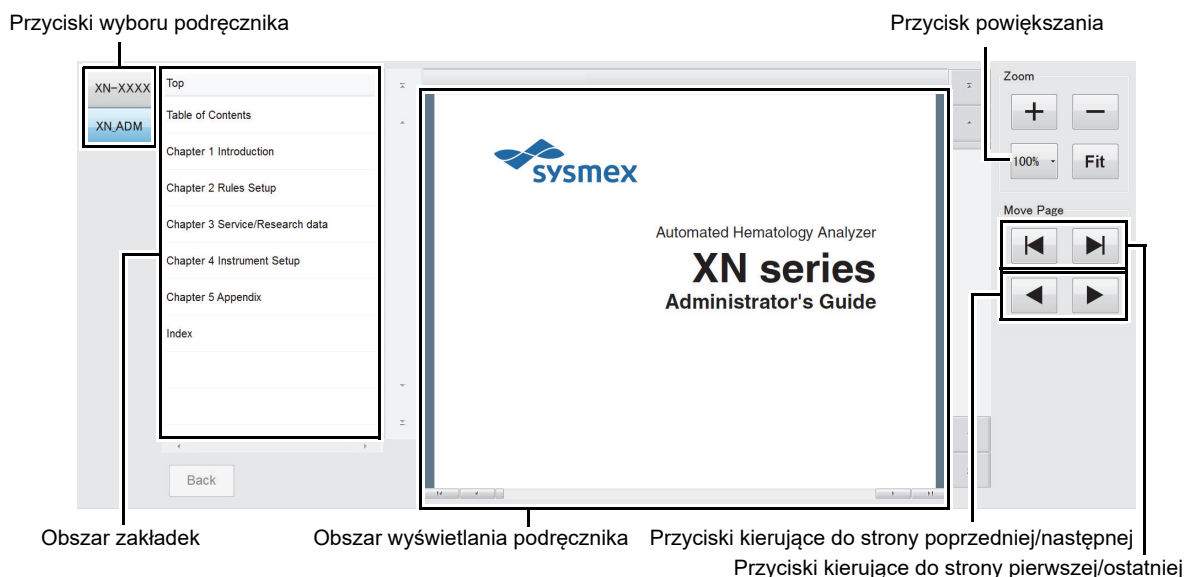 Przyciski wyboru podręcznika
Przycisk powiększania
XN-XXXX
XN_ADM
Top
Table of Contents
Chapter 1 Introduction
Chapter 2 Rules Setup
Chapter 3 Service/Research data
Chapter 4 Instrument Setup
Chapter 5 Appendix
Index
Back
sysmex
Automated Hematology Analyzer
XN series
Administrator's Guide
Zoom
100%
Fit
Move Page
Obszar zakładek
Obszar wyświetlania podręcznika
Przyciski kierujące do strony poprzedniej/następnej
Przyciski kierujące do strony pierwszej/ostatniej